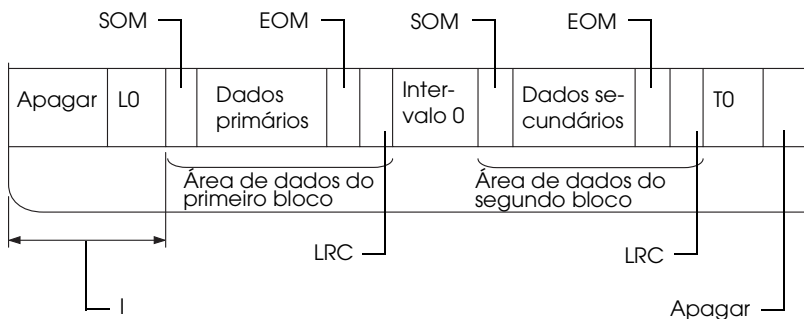 SOM
EOM
SOM
EOM
Apagar
L0
Dados
primários
Inter-
valo 0
Dados se-
cundários
T0
Área de dados do
primeiro bloco
Área de dados do
segundo bloco
LRC
LRC
I
Apagar